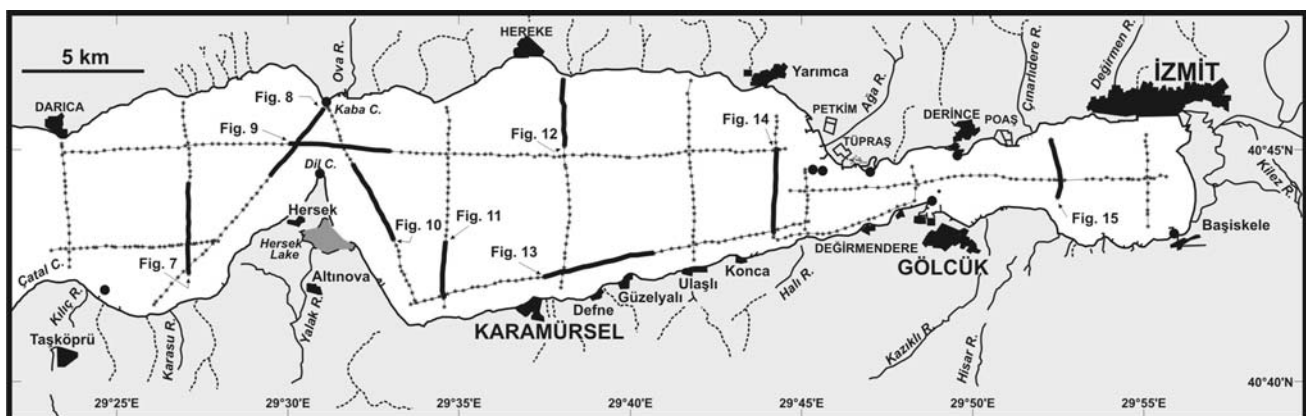 5 km
DARICA
Fig. 8
Ova R.
Kaba C.
Fig. 9
HEREKE
Fig. 12
Yarımca
Fig. 14
PETKİM
Ağa R.
TÜPRAŞ
DERİNCE
POAŞ
Çınarlıdere R.
Değirmen R.
İZMİT
40°45'N
Kilez R.
Dil C.
Hersek
Hersek
Lake
Fig. 10
Fig. 11
Fig. 13
Fig. 7
Fig. 15
Başiskele
DEĞİRMENDERE
GÖLCÜK
Çatal C.
Kılıç R.
Taşköprü
Karasu R.
Yalak R.
Altınova
KARAMÜRSEL
Defne
Güzelyalı
Ulaşlı
Konca
Halı R.
Kazıklı R.
Hisar R.
40°40'N
29°25'E
29°30'E
29°35'E
29°40'E
29°45'E
29°50'E
29°55'E